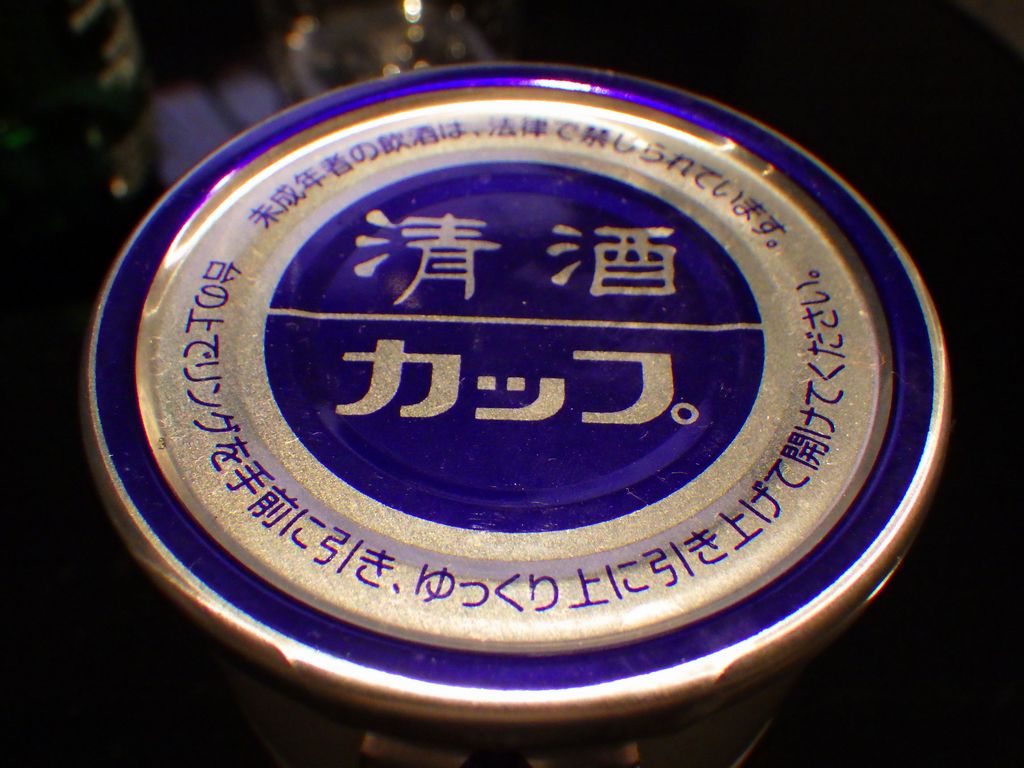 未成年者の飲酒は、法律で禁じられています。
清酒
カップ
台の上でリングを手前に引き、ゆっくり上に引き上げて開けてください。